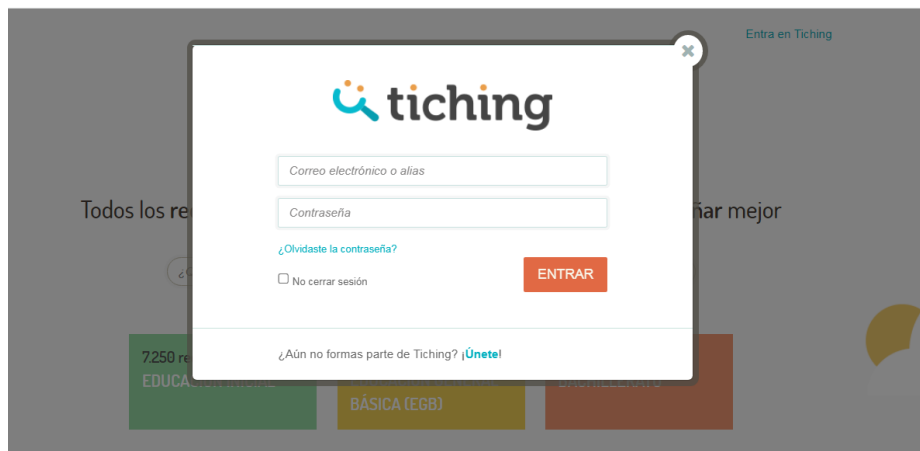 Entra en Tiching
tiching
Todos los
ñar mejor
Correo electrónico o alias
Contraseña
¿Olvidaste la contraseña?
No cerrar sesión
ENTRAR
¿Aún no formas parte de Tiching? ¡Únete!
7.250
BÁSICA (EGB)